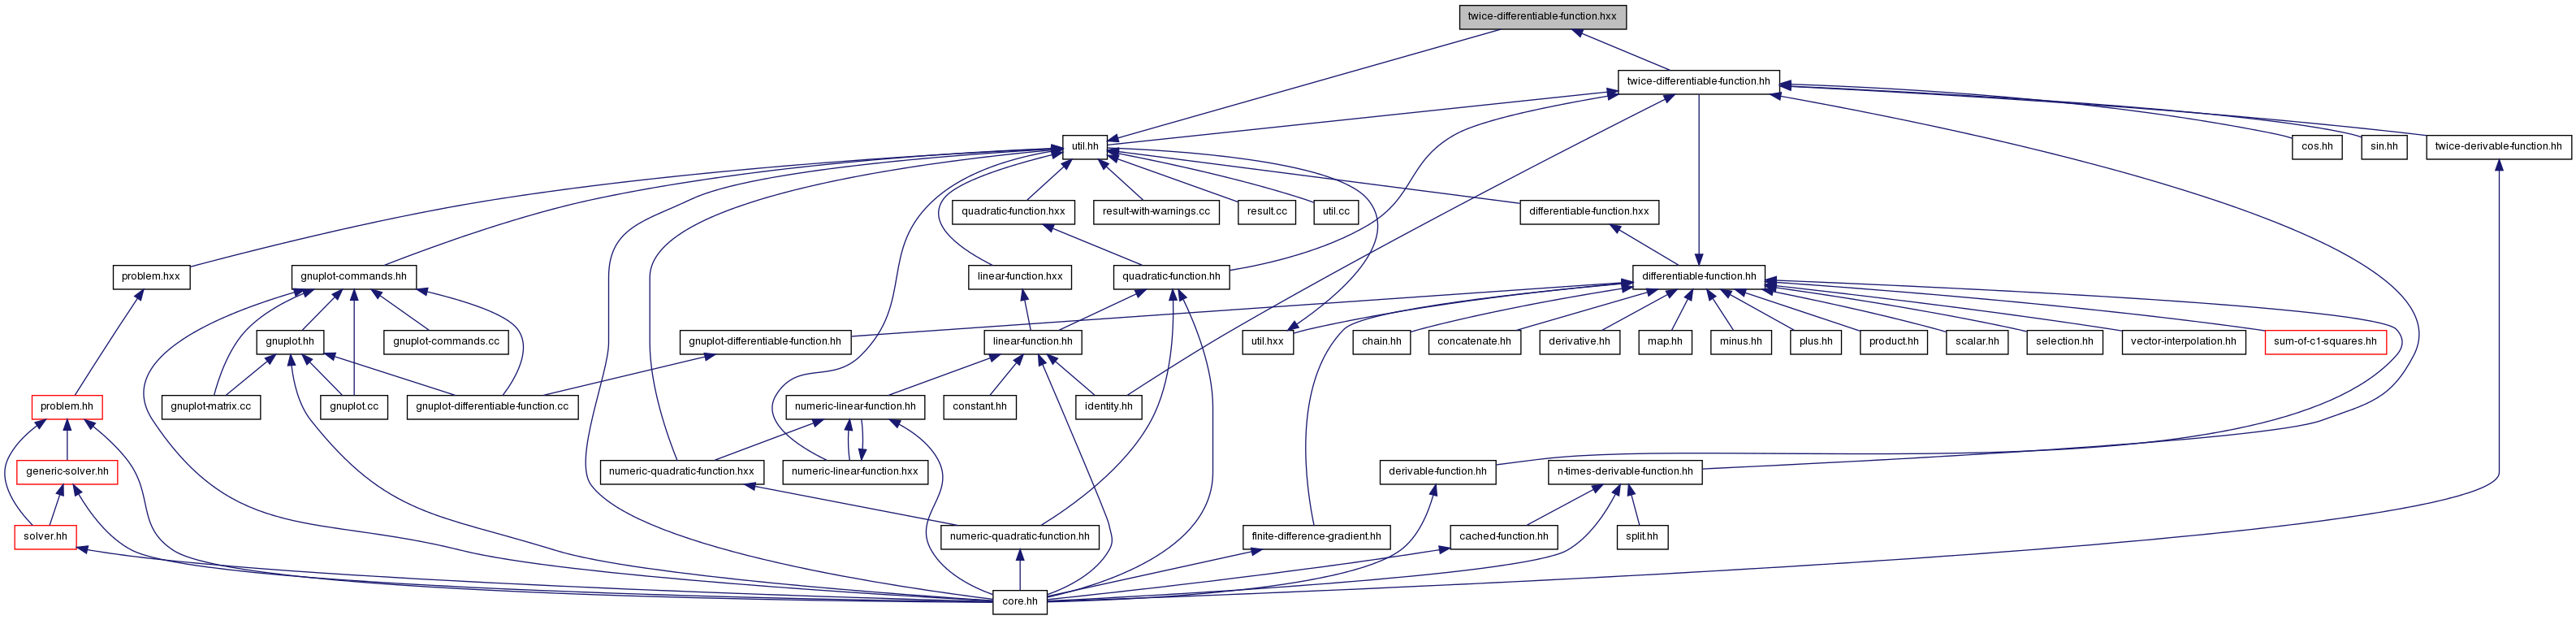 twice-differentiable-function.hxx
twice-differentiable-function.hh
util.hh
cos.hh
sin.hh
twice-derivable-function.hh
quadratic-function.hxx
result-with-warnings.cc
result.cc
util.cc
differentiable-function.hxx
problem.hxx
gnuplot-commands.hh
linear-function.hxx
quadratic-function.hh
differentiable-function.hh
gnuplot.hh
gnuplot-commands.cc
gnuplot-differentiable-function.hh
linear-function.hh
util.hxx
chain.hh
concatenate.hh
derivative.hh
map.hh
minus.hh
plus.hh
product.hh
scalar.hh
selection.hh
vector-interpolation.hh
sum-of-c1-squares.hh
problem.hh
gnuplot-matrix.cc
gnuplot.cc
gnuplot-differentiable-function.cc
numeric-linear-function.hh
constant.hh
identity.hh
generic-solver.hh
numeric-quadratic-function.hxx
numeric-linear-function.hxx
derivable-function.hh
n-times-derivable-function.hh
solver.hh
numeric-quadratic-function.hh
finite-difference-gradient.hh
cached-function.hh
split.hh
core.hh